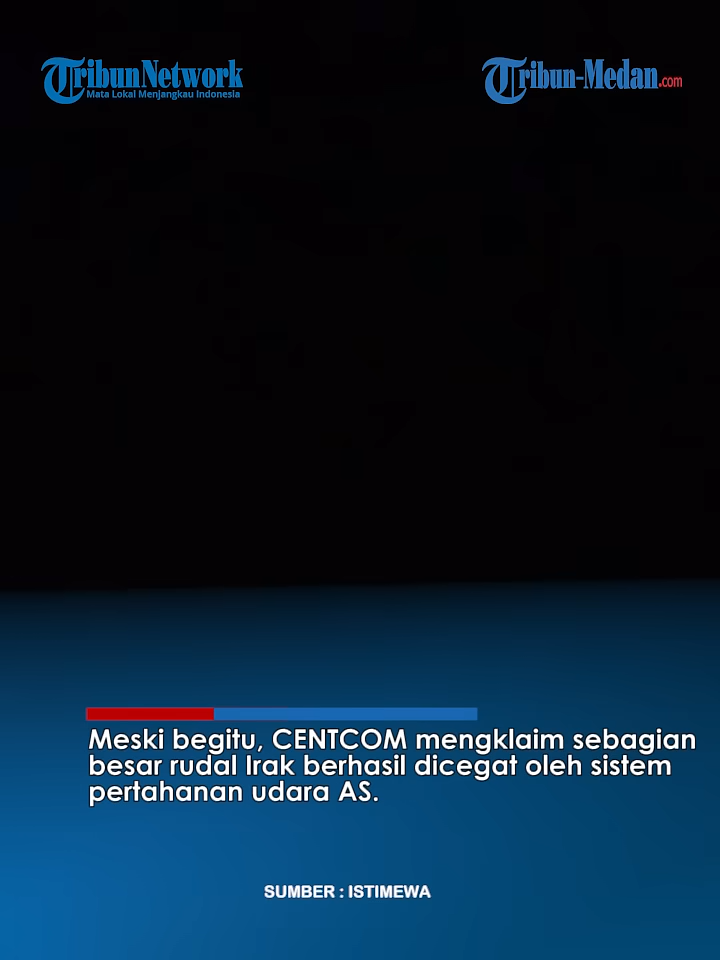 TribunNetwork
Mata Lokal Menjangkau Indonesia
Tribun-Medan.com
Meski begitu, CENTCOM mengklaim sebagian
besar rudal Irak berhasil dicegat oleh sistem
pertahanan udara AS.
SUMBER : ISTIMEWA